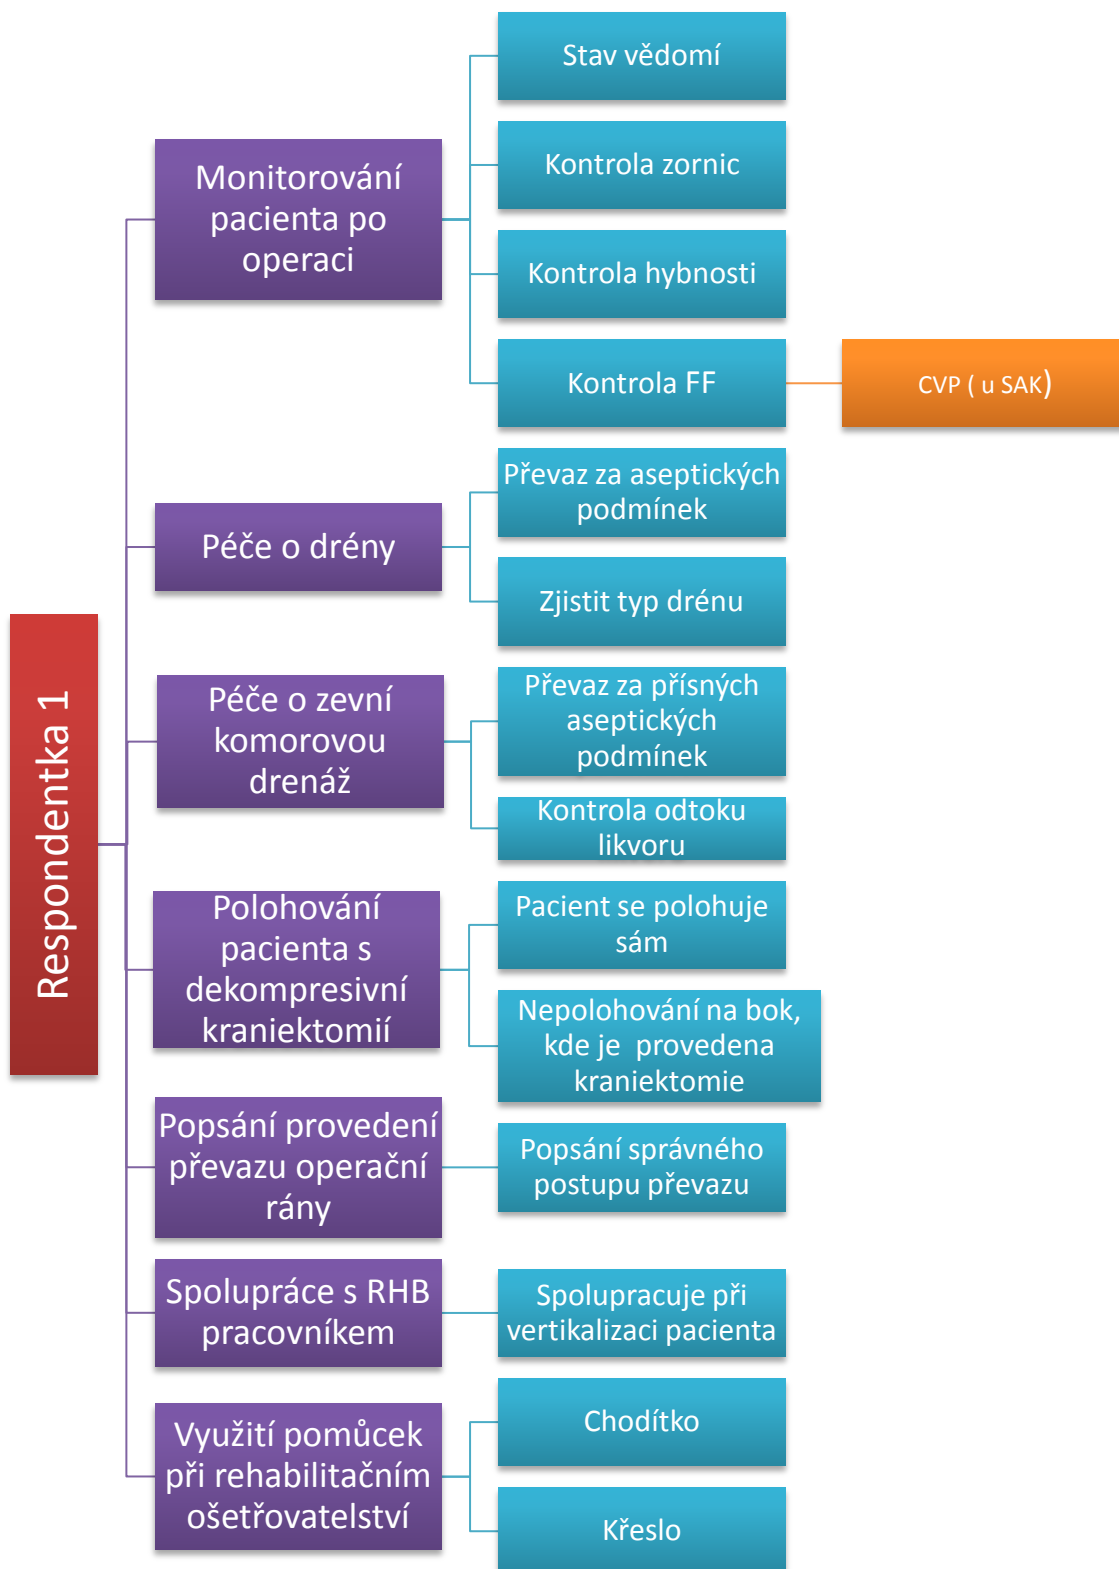 Respondentka 1
Monitorování
pacienta po
operaci
Stav vědomí
Kontrola zornic
Kontrola hybnosti
Kontrola FF
CVP ( u SAK)
Péče o drény
Převaz za aseptických
podmínek
Zjistit typ drénu
Péče o zevní
komorovou
drenáž
Převaz za přísných
aseptických
podmínek
Kontrola odtoku
likvoru
Polohování
pacienta s
dekompresivní
kraniektomií
Pacient se polohuje
sám
Nepolohování na bok,
kde je  provedena
kraniektomie
Popsání provedení
převazu operační
rány
Popsání správného
postupu převazu
Spolupráce s RHB
pracovníkem
Spolupracuje při
vertikalizaci pacienta
Využití pomůcek
při rehabilitačním
ošetřovatelství
Chodítko
Křeslo